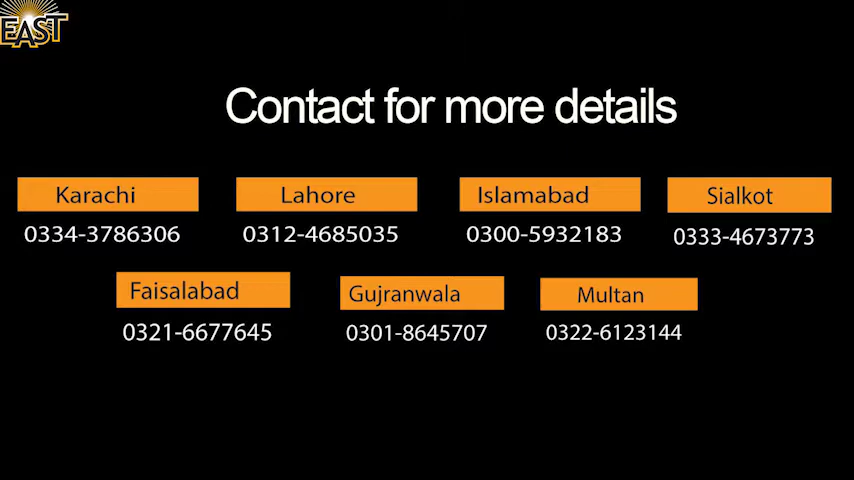 EAST
Contact for more details
Karachi Lahore Islamabad Sialkot
0334-3786306 0312-4685035 0300-5932183 0333-4673773
Faisalabad Gujranwala Multan
0321-6677645 0301-8645707 0322-6123144